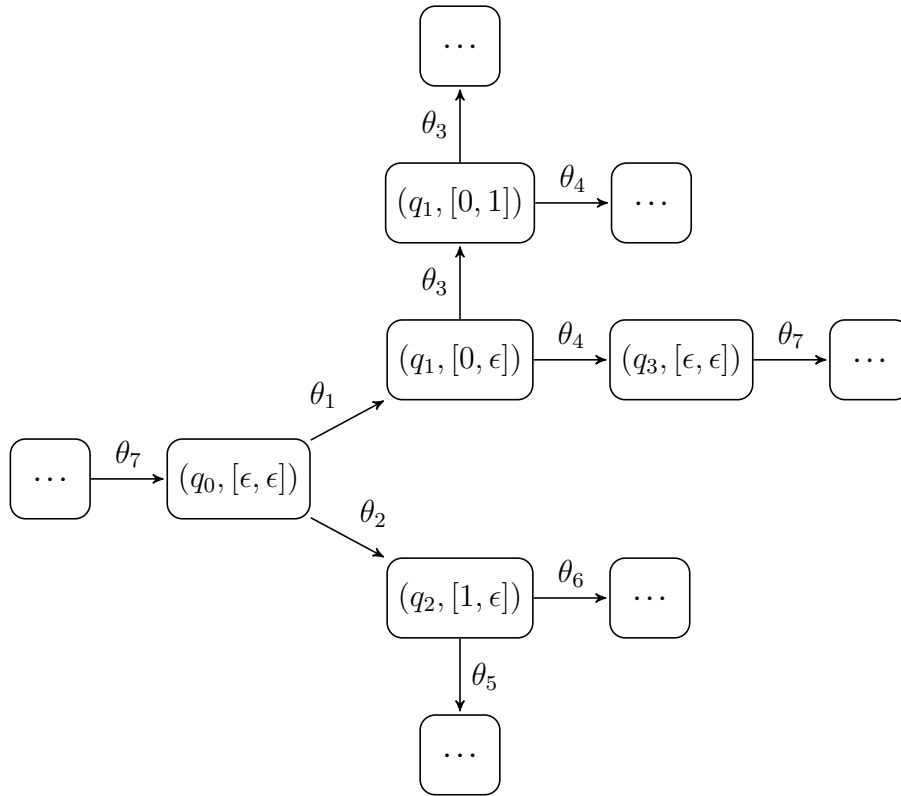 ⋯
θ₃
(q₁, [0, 1])
θ₄
⋯
θ₃
(q₁, [0, ϵ])
θ₄
(q₃, [ϵ, ϵ])
θ₇
⋯
θ₁
⋯
θ₇
(q₀, [ϵ, ϵ])
θ₂
(q₂, [1, ϵ])
θ₆
⋯
θ₅
⋯